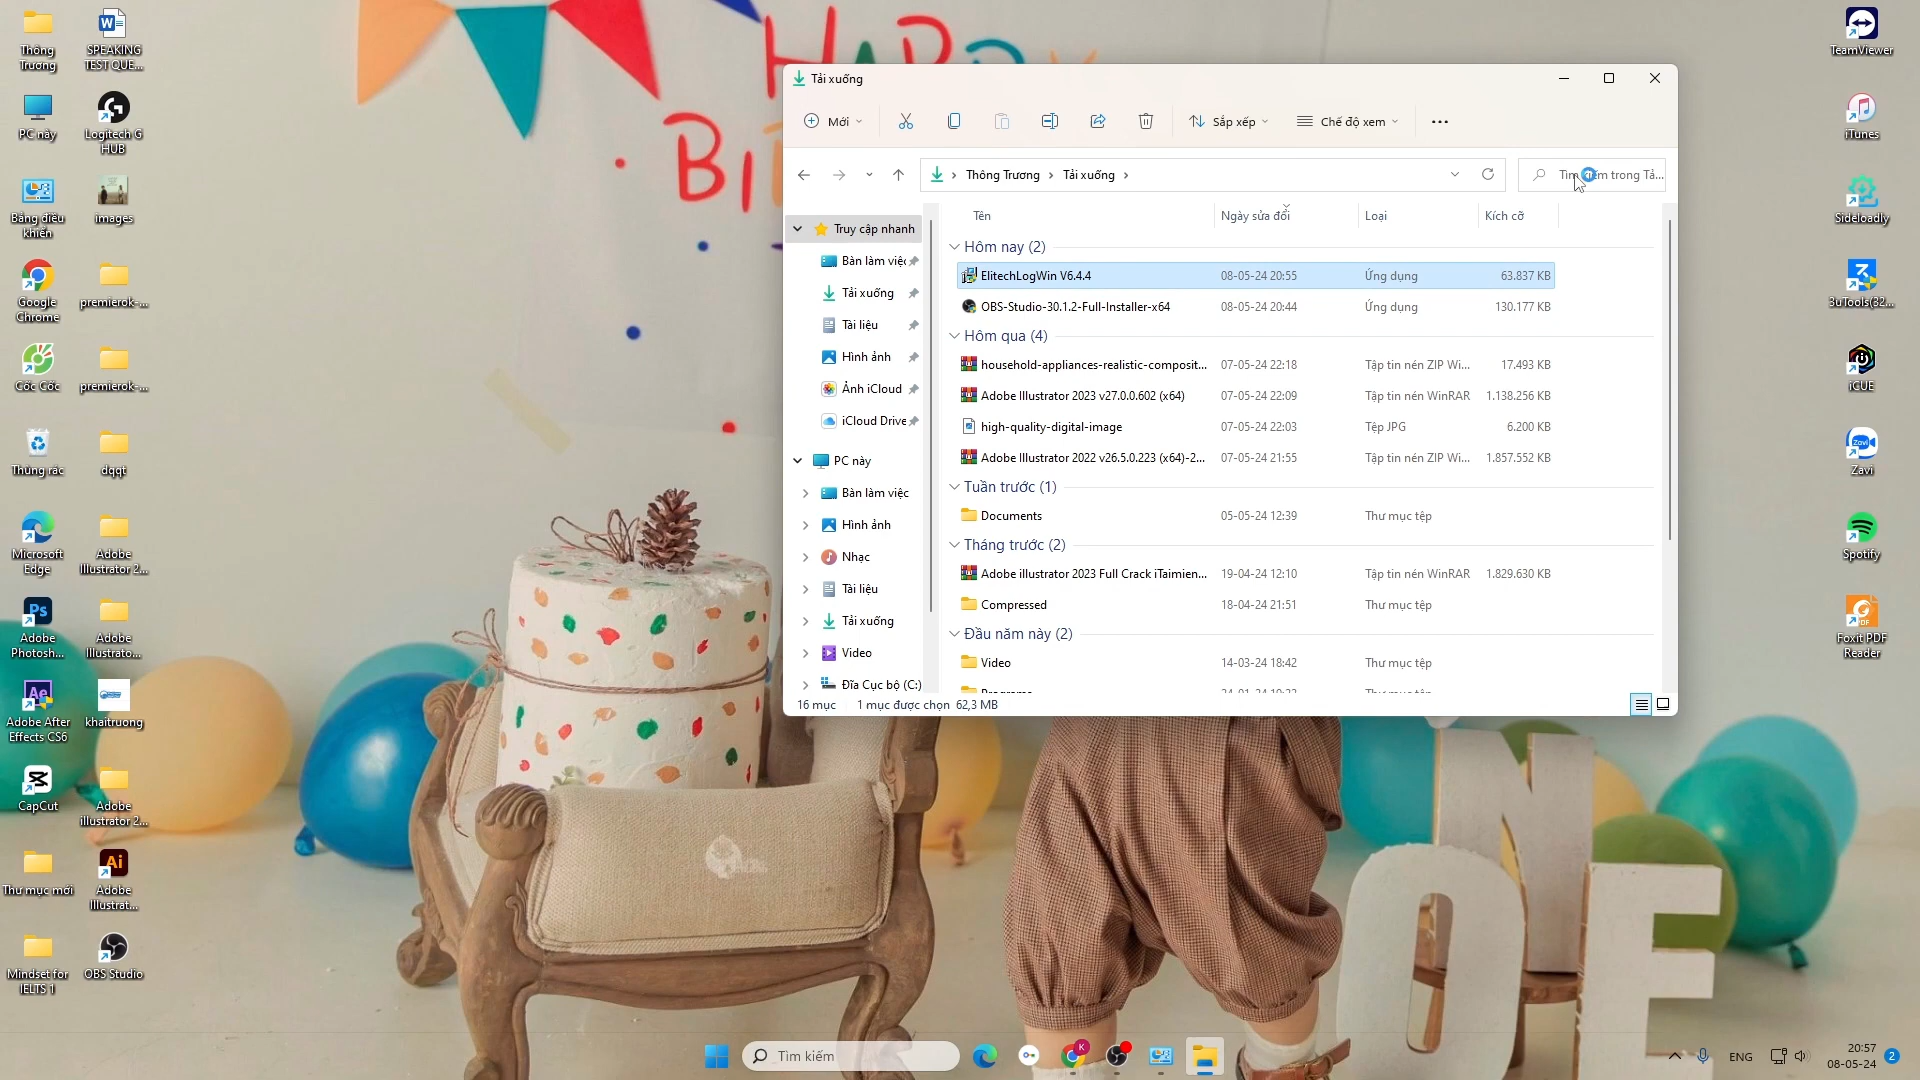 Thông
Trương
SPEAKING
TEST QUE...
PC này
Logitech G
HUB
Bảng điều
khiển
images
Google
Chrome
premierok-...
Cốc Cốc
premierok-...
Thùng rác
dqqt
Microsoft
Edge
Adobe
Illustrator 2...
Adobe
Photosh...
Adobe
Illustrato...
Adobe After
Effects CS6
khaitruong
CapCut
Adobe
illustrator 2...
Thư mục mới
Adobe
Illustrat...
Mindset for
IELTS 1
OBS Studio
HAPPY
BI
Tải xuống
Mới
Sắp xếp
Chế độ xem
Thông Trương
Tải xuống
Tìm kiếm trong Tả...
Truy cập nhanh
Bàn làm việc
Tải xuống
Tài liệu
Hình ảnh
Ảnh iCloud
iCloud Drive
PC này
Bàn làm việc
Hình ảnh
Nhạc
Tài liệu
Tải xuống
Video
Đĩa Cục bộ (C:)
Tên Ngày sửa đổi Loại Kích cỡ
Hôm nay (2)
ElitechLogWin V6.4.4 08-05-24 20:55 Ứng dụng 63.837 KB
OBS-Studio-30.1.2-Full-Installer-x64 08-05-24 20:44 Ứng dụng 130.177 KB
Hôm qua (4)
household-appliances-realistic-composit... 07-05-24 22:18 Tập tin nén ZIP Wi... 17.493 KB
Adobe Illustrator 2023 v27.0.0.602 (x64) 07-05-24 22:09 Tập tin nén WinRAR 1.138.256 KB
high-quality-digital-image 07-05-24 22:03 Tệp JPG 6.200 KB
Adobe Illustrator 2022 v26.5.0.223 (x64)-2... 07-05-24 21:55 Tập tin nén ZIP Wi... 1.857.552 KB
Tuần trước (1)
Documents 05-05-24 12:39 Thư mục tệp
Tháng trước (2)
Adobe illustrator 2023 Full Crack iTaimien... 19-04-24 12:10 Tập tin nén WinRAR 1.829.630 KB
Compressed 18-04-24 21:51 Thư mục tệp
Đầu năm này (2)
Video 14-03-24 18:42 Thư mục tệp
16 mục 1 mục được chọn 62,3 MB
TeamViewer
iTunes
Sideloadly
3uTools(32...
iCUE
Zavi
Spotify
Foxit PDF
Reader
ONE
Tìm kiếm
ENG
20:57
08-05-24
2